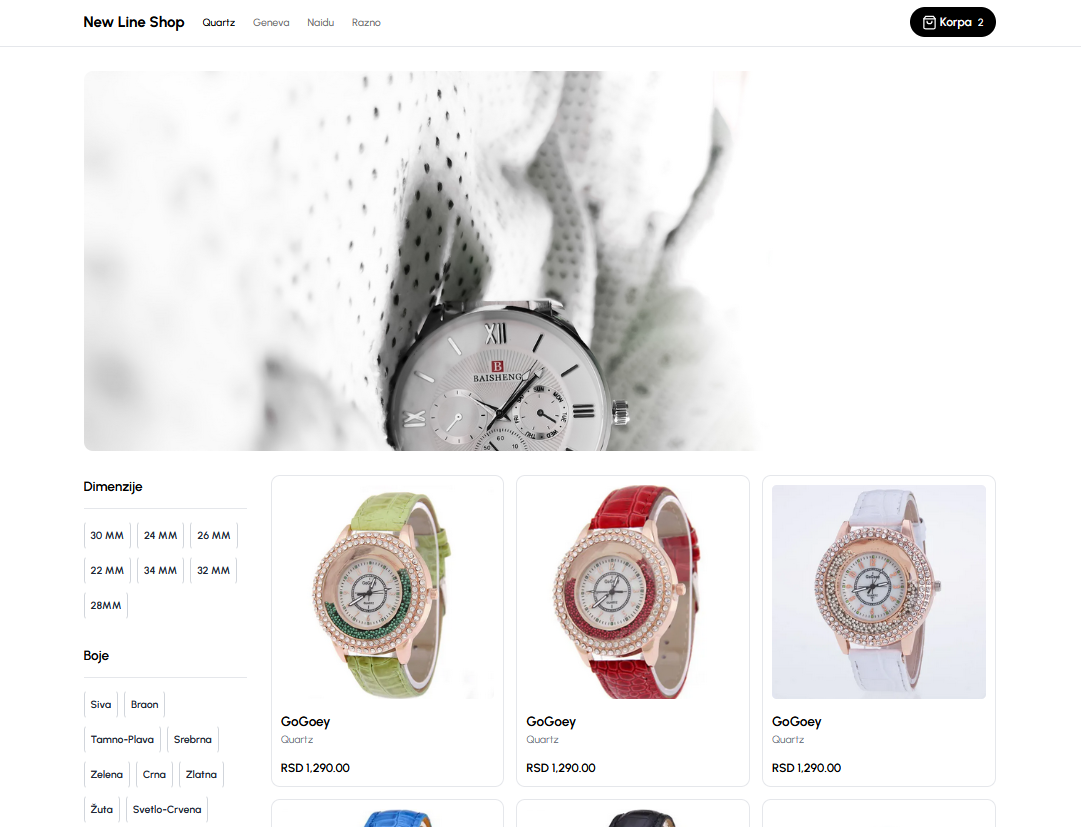 New Line Shop Quartz Geneva Naidu Razno Korpa 2
XII
B
BAISHENG
Dimenzije
30 MM 24 MM 26 MM
22 MM 34 MM 32 MM
28MM
Boje
Siva Braon
Tamno-Plava Srebrna
Zelena Crna Zlatna
Žuta Svetlo-Crvena
GoGoey
Quartz
RSD 1,290.00
GoGoey
Quartz
RSD 1,290.00
GoGoey
Quartz
RSD 1,290.00